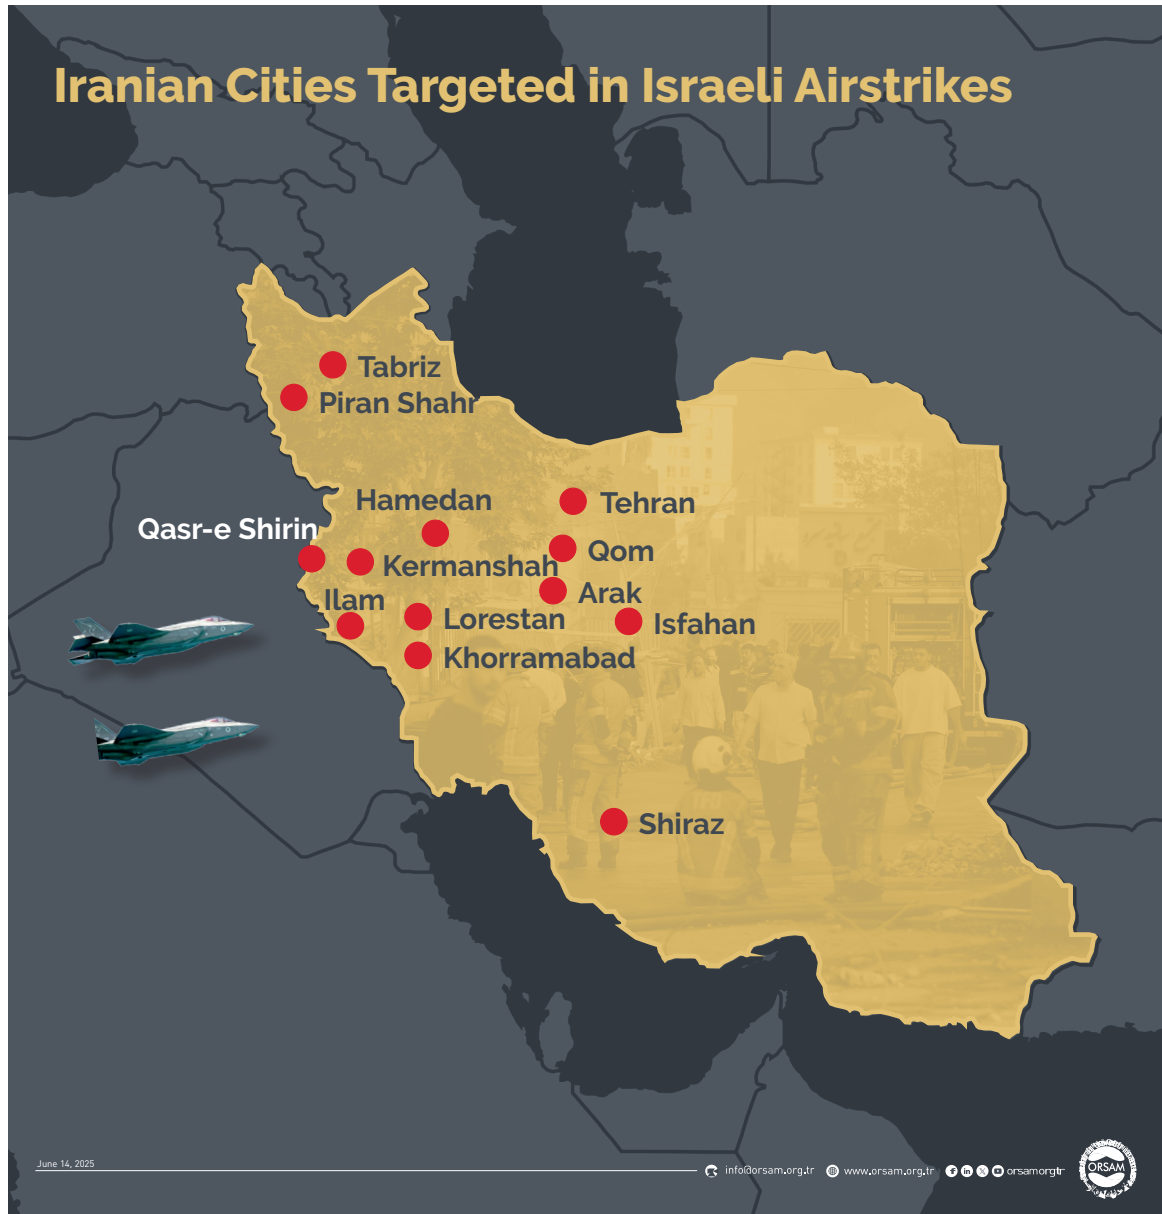 Iranian Cities Targeted in Israeli Airstrikes
Tabriz
Piran Shahr
Hamedan
Tehran
Qasr-e Shirin
Qom
Kermanshah
Arak
Ilam
Lorestan
Isfahan
Khorramabad
Shiraz
June 14, 2025
info@orsam.org.tr
www.orsam.org.tr
orsamorgtr
ORSAM